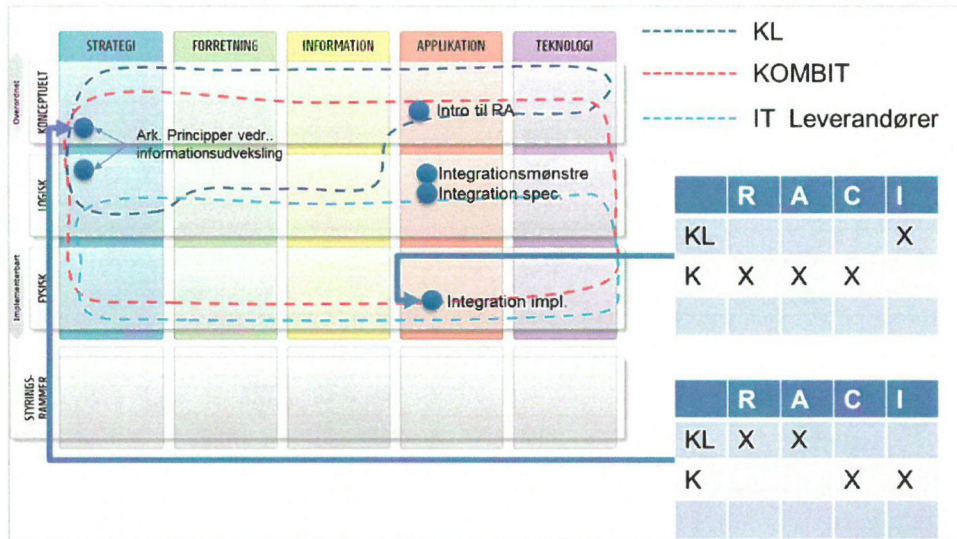 STRATEGI FORRETNING INFORMATION APPLIKATION TEKNOLOGI
Overordnet
KONCEPTUELT
Intro til RA
Ark. Principper vedr..
informationsudveksling
LOGISK
Integrationsmønstre
Integration spec
Implementerbart
FYSISK
Integration impl.
STYRINGS-
RAMMER
KL
KOMBIT
IT Leverandører
R A C I
KL X
K X X X
R A C I
KL X X
K X X